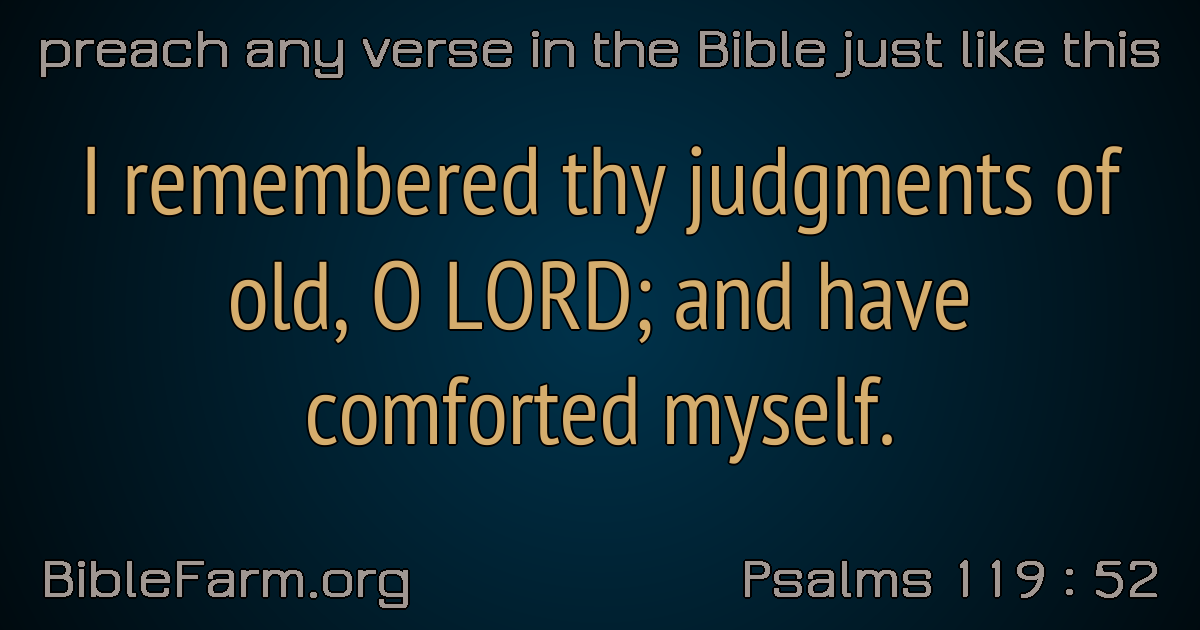 preach any verse in the Bible just like this
I remembered thy judgments of
old, O LORD; and have
comforted myself.
BibleFarm.org
Psalms 119 : 52